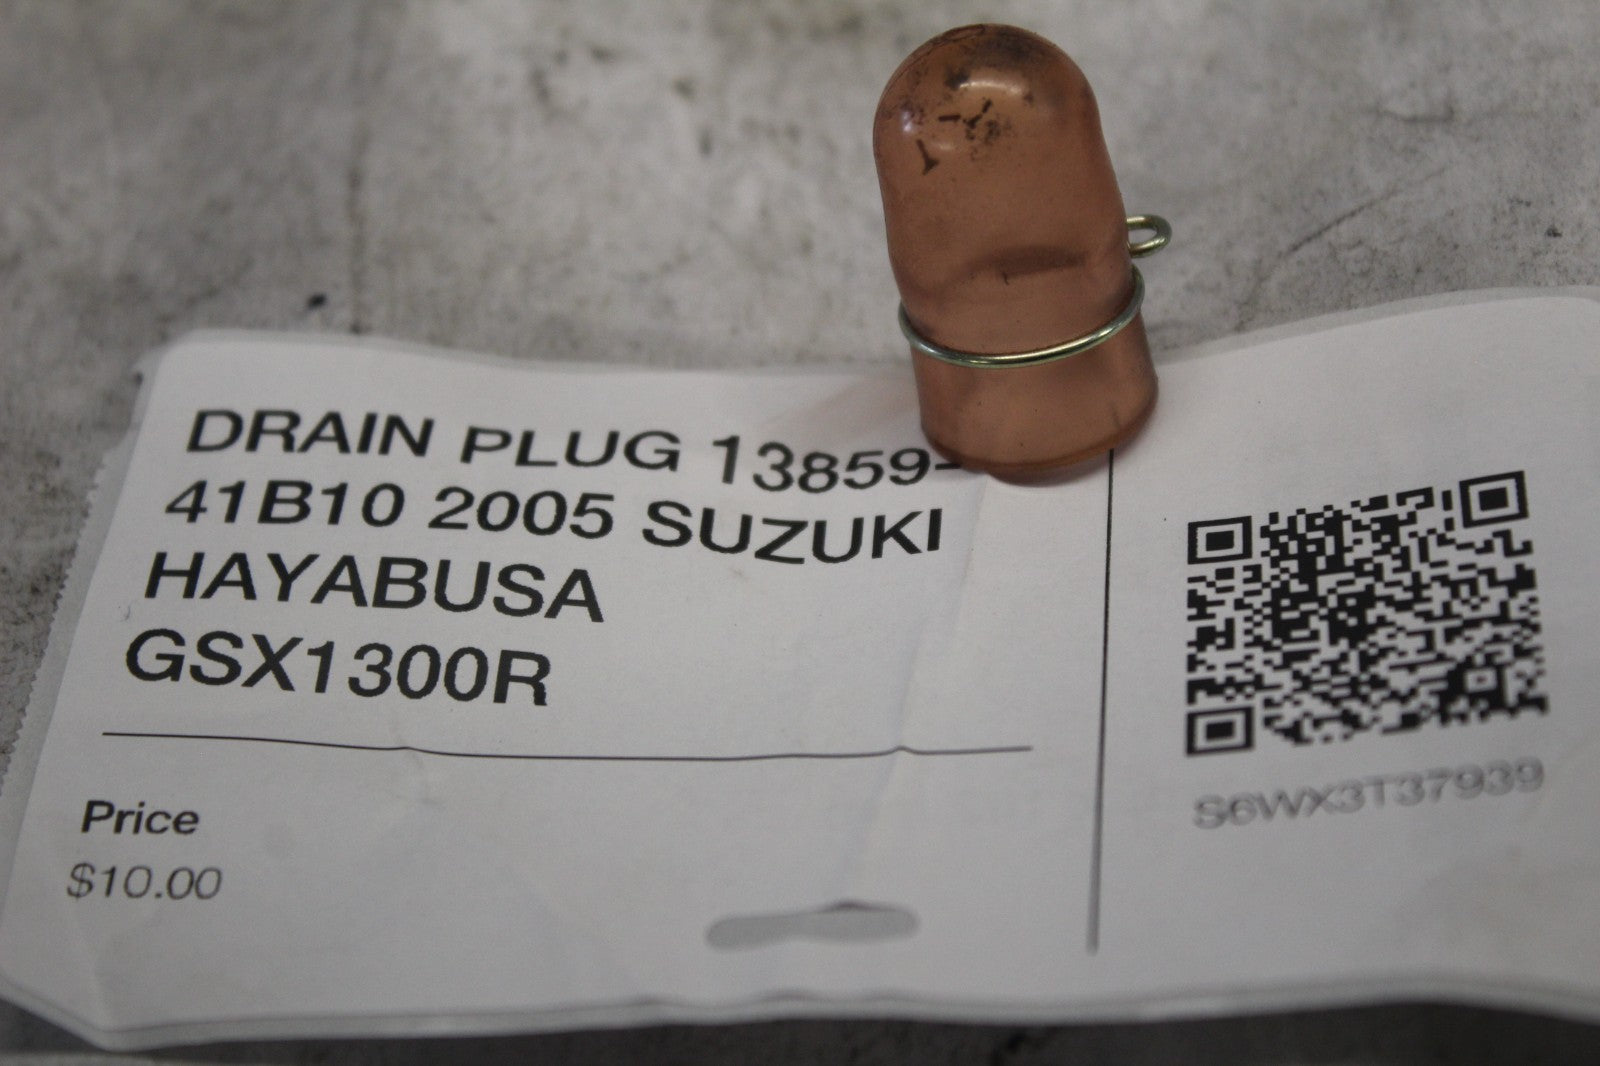 DRAIN PLUG 13859-
41B10 2005 SUZUKI
HAYABUSA
GSX1300R
Price
$10.00
S6WX3T37939